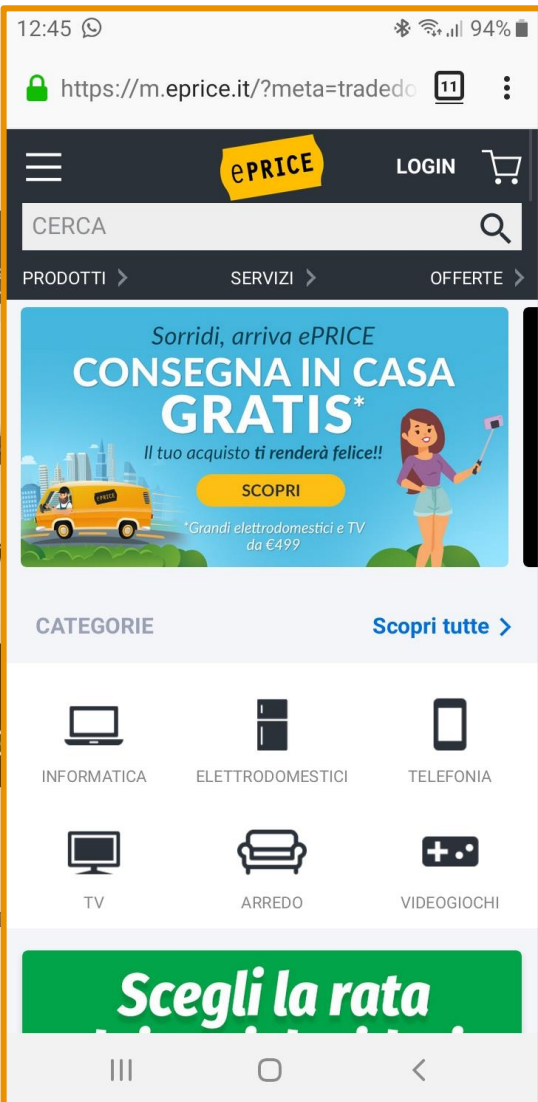 12:45 94%
https://m.eprice.it/?meta=tradedo 11
ePRICE LOGIN
CERCA
PRODOTTI SERVIZI OFFERTE
Sorridi, arriva ePRICE
CONSEGNA IN CASA
GRATIS*
Il tuo acquisto ti renderà felice!!
SCOPRI
ePRICE
*Grandi elettrodomestici e TV
da €499
CATEGORIE Scopri tutte
INFORMATICA ELETTRODOMESTICI TELEFONIA
TV ARREDO VIDEOGIOCHI
Scegli la rata